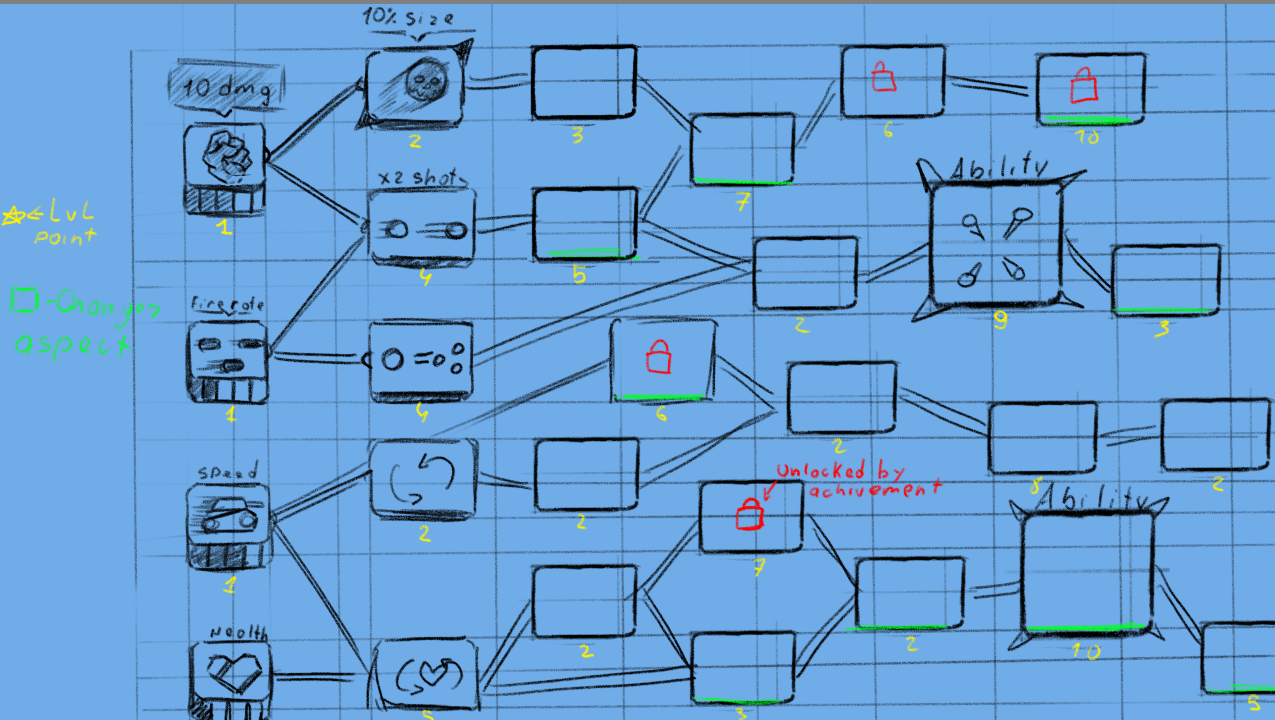 10% size
10 dmg
2
3
6
10
7
Ability
x2 shot
1
← LvL
point
4
5
- Changes
aspect
Firerate
2
9
3
1
4
=
6
2
Speed
Unlocked by
achivement
2
2
8
2
Ability
1
7
Health
2
2
10
5
3
5